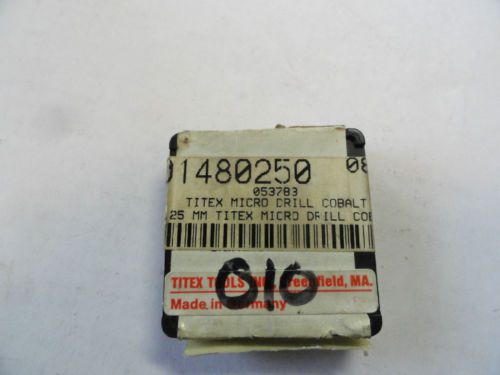 01480250 08
053783
TITEX MICRO DRILL COBALT
25 MM TITEX MICRO DRILL COB
TITEX TOOLS INC. Greenfield, MA.
010
Made in Germany